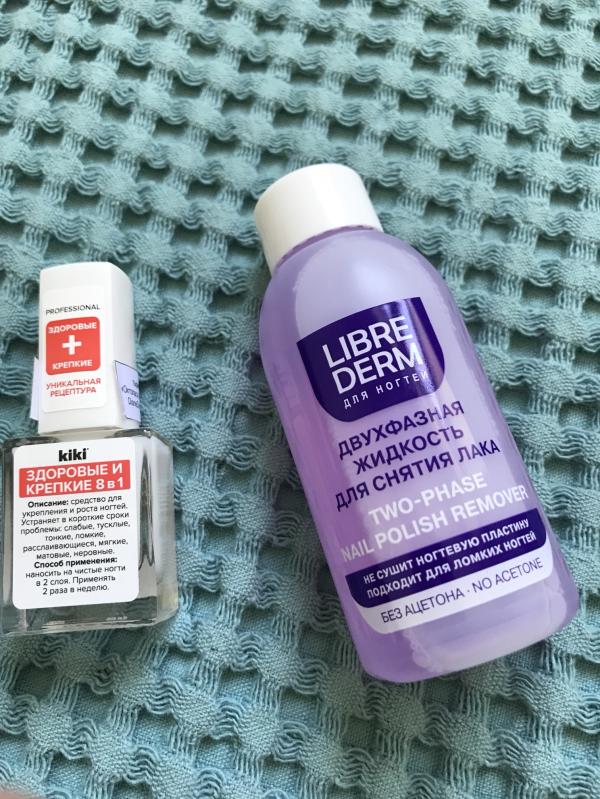 PROFESSIONAL
ЗДОРОВЫЕ
+
КРЕПКИЕ
УНИКАЛЬНАЯ
РЕЦЕПТУРА
kiki
ЗДОРОВЫЕ И
КРЕПКИЕ 8 в 1
Описание: средство для
укрепления и роста ногтей.
Устраняет в короткие сроки
проблемы: слабые, тусклые,
тонкие, ломкие,
расслаивающиеся, мягкие,
матовые, неровные.
Способ применения:
наносить на чистые ногти
в 2 слоя. Применять
2 раза в неделю.
LIBRE
DERM
ДЛЯ НОГТЕЙ
ДВУХФАЗНАЯ
ЖИДКОСТЬ
ДЛЯ СНЯТИЯ ЛАКА
TWO-PHASE
NAIL POLISH REMOVER
НЕ СУШИТ НОГТЕВУЮ ПЛАСТИНУ
ПОДХОДИТ ДЛЯ ЛОМКИХ НОГТЕЙ
БЕЗ АЦЕТОНА · NO ACETONE